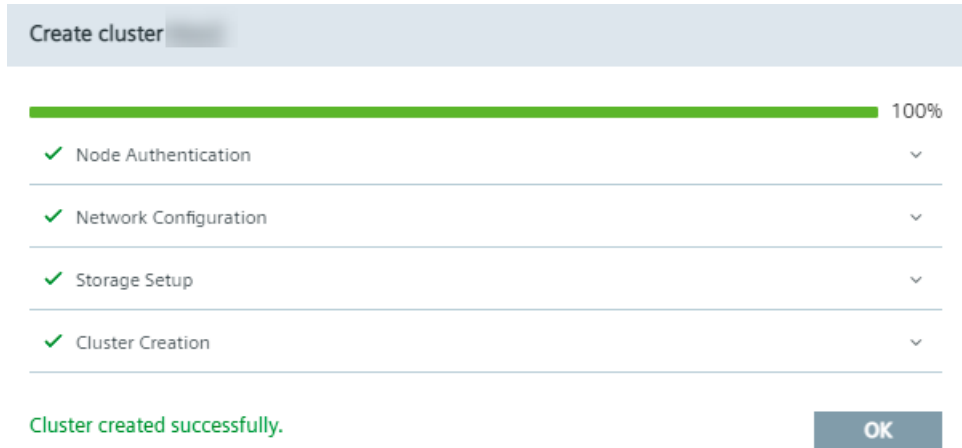 Create cluster
100%
Node Authentication
Network Configuration
Storage Setup
Cluster Creation
Cluster created successfully.
OK